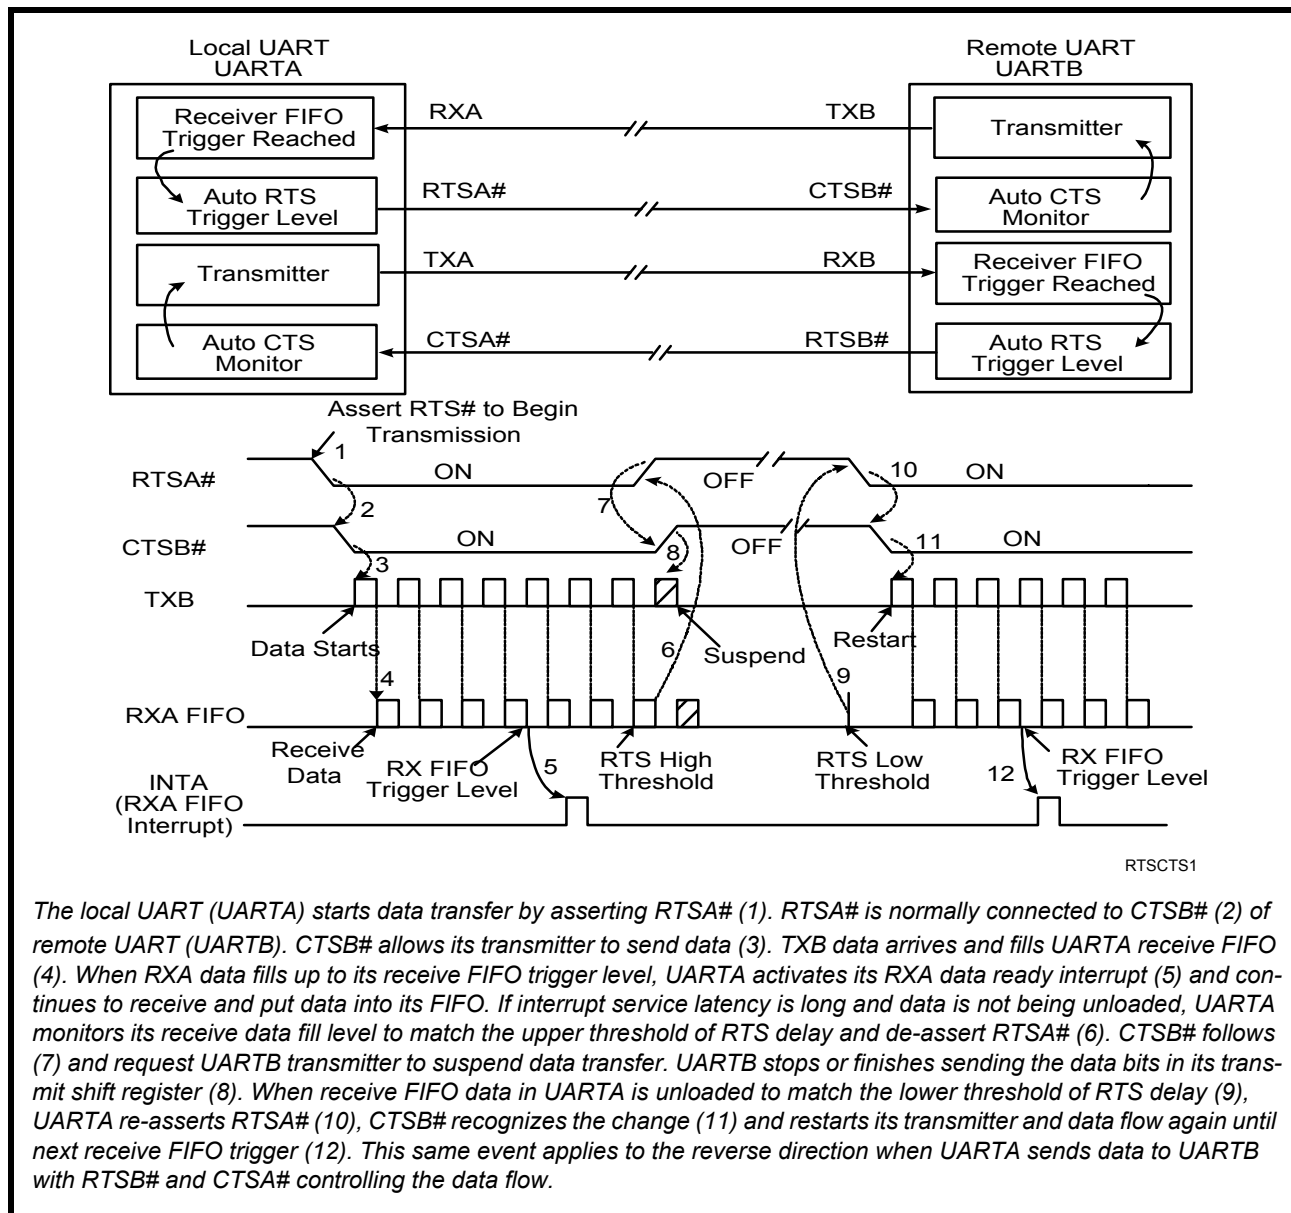 Local UART
UARTA
Remote UART
UARTB
Receiver FIFO
Trigger Reached
RXA
TXB
Transmitter
Auto RTS
Trigger Level
RTSA#
CTSB#
Auto CTS
Monitor
Transmitter
TXA
RXB
Receiver FIFO
Trigger Reached
Auto CTS
Monitor
CTSA#
RTSB#
Auto RTS
Trigger Level
Assert RTS# to Begin
Transmission
1
RTSA#
ON
OFF
10
ON
2
7
CTSB#
ON
8
OFF
11
ON
3
TXB
Data Starts
6
Suspend
Restart
4
9
RXA FIFO
Receive
Data
RX FIFO
Trigger Level
5
RTS High
Threshold
RTS Low
Threshold
12
RX FIFO
Trigger Level
INTA
(RXA FIFO
Interrupt)
RTSCTS1
The local UART (UARTA) starts data transfer by asserting RTSA# (1). RTSA# is normally connected to CTSB# (2) of
remote UART (UARTB). CTSB# allows its transmitter to send data (3). TXB data arrives and fills UARTA receive FIFO
(4). When RXA data fills up to its receive FIFO trigger level, UARTA activates its RXA data ready interrupt (5) and con-
tinues to receive and put data into its FIFO. If interrupt service latency is long and data is not being unloaded, UARTA
monitors its receive data fill level to match the upper threshold of RTS delay and de-assert RTSA# (6). CTSB# follows
(7) and request UARTB transmitter to suspend data transfer. UARTB stops or finishes sending the data bits in its trans-
mit shift register (8). When receive FIFO data in UARTA is unloaded to match the lower threshold of RTS delay (9),
UARTA re-asserts RTSA# (10), CTSB# recognizes the change (11) and restarts its transmitter and data flow again until
next receive FIFO trigger (12). This same event applies to the reverse direction when UARTA sends data to UARTB
with RTSB# and CTSA# controlling the data flow.